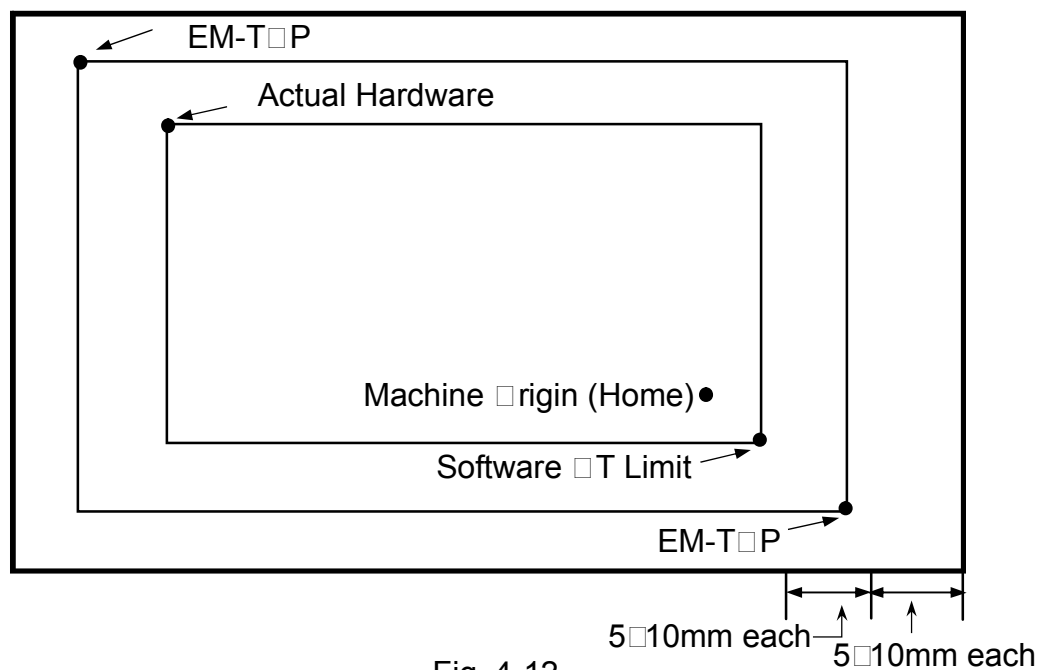 EM-T□P
Actual Hardware
Machine □rigin (Home)
Software □T Limit
EM-T□P
5□10mm each
5□10mm each
Fig. 4-12